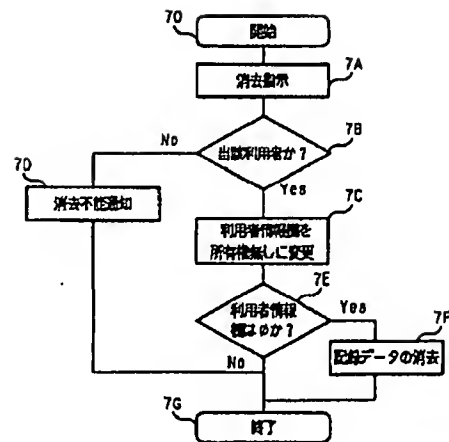 70
開始
7A
消去指示
7B
当該利用者か?
No
Yes
7D
消去不能通知
7C
利用者情報欄を
所有権無しに変更
7E
利用者情報
欄はφか?
Yes
No
7F
記録データの消去
7G
終了